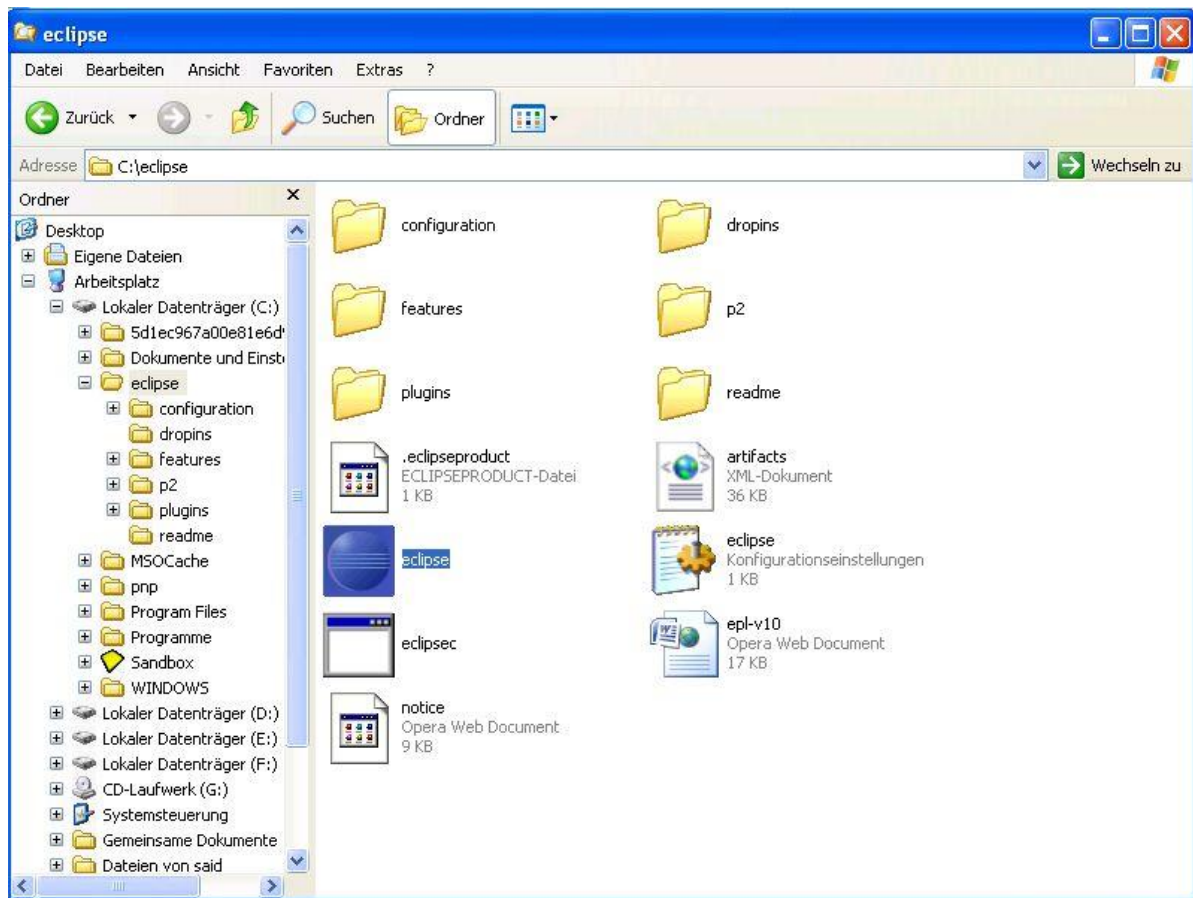 eclipse
Datei Bearbeiten Ansicht Favoriten Extras ?
Zurück Suchen Ordner
Adresse C:\eclipse Wechseln zu
Ordner
Desktop
Eigene Dateien
Arbeitsplatz
Lokaler Datenträger (C:)
5d1ec967a00e81e6d
Dokumente und Einst
eclipse
configuration
dropins
features
p2
plugins
readme
MSOCache
pnp
Program Files
Programme
Sandbox
WINDOWS
Lokaler Datenträger (D:)
Lokaler Datenträger (E:)
Lokaler Datenträger (F:)
CD-Laufwerk (G:)
Systemsteuerung
Gemeinsame Dokumente
Dateien von said
configuration
dropins
features
p2
plugins
readme
.eclipseproduct
ECLIPSEPRODUCT-Datei
1 KB
artifacts
XML-Dokument
36 KB
eclipse
eclipse
Konfigurationseinstellungen
1 KB
eclipsec
epl-v10
Opera Web Document
17 KB
notice
Opera Web Document
9 KB